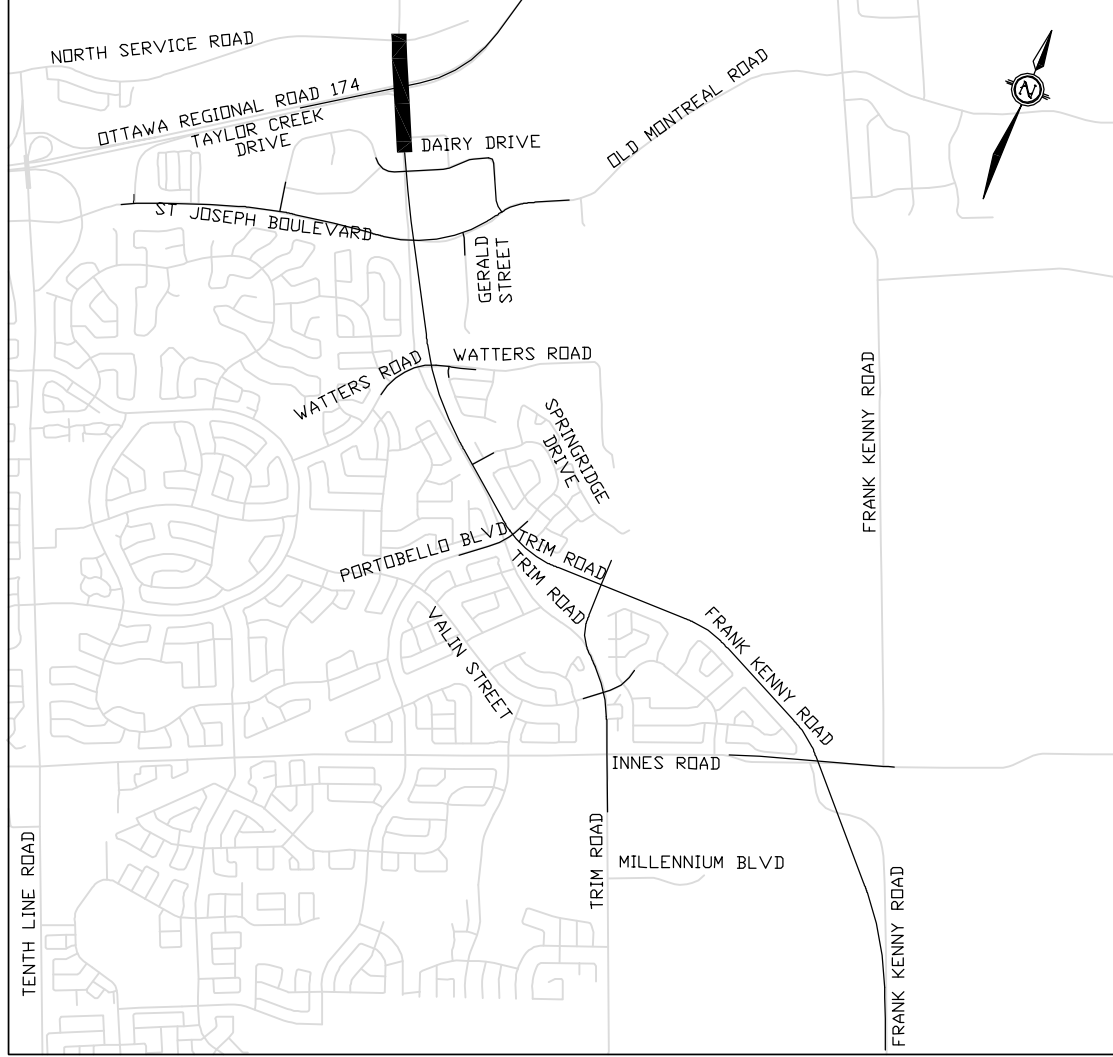 NORTH SERVICE ROAD
OTTAWA REGIONAL ROAD 174
TAYLOR CREEK
DRIVE
DAIRY DRIVE
OLD MONTREAL ROAD
N
ST JOSEPH BOULEVARD
GERALD
STREET
WATTERS ROAD
WATTERS ROAD
SPRINGRIDGE
DRIVE
FRANK KENNY ROAD
PORTOBELLO BLVD
TRIM ROAD
TRIM ROAD
VALIN STREET
FRANK KENNY ROAD
INNES ROAD
TRIM ROAD
MILLENNIUM BLVD
TENTH LINE ROAD
FRANK KENNY ROAD